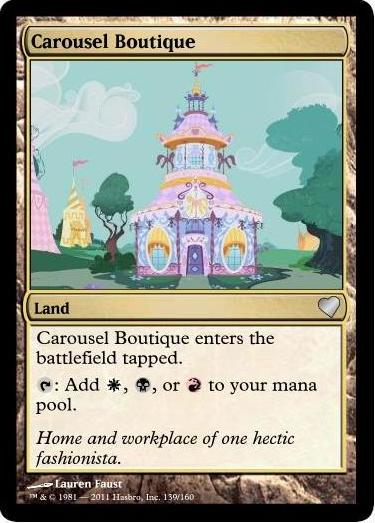 Carousel Boutique
Land
Carousel Boutique enters the
battlefield tapped.
: Add , , or to your mana
pool.
Home and workplace of one hectic
fashionista.
Lauren Faust
™ & © 1981 — 2011 Hasbro, Inc. 139/160